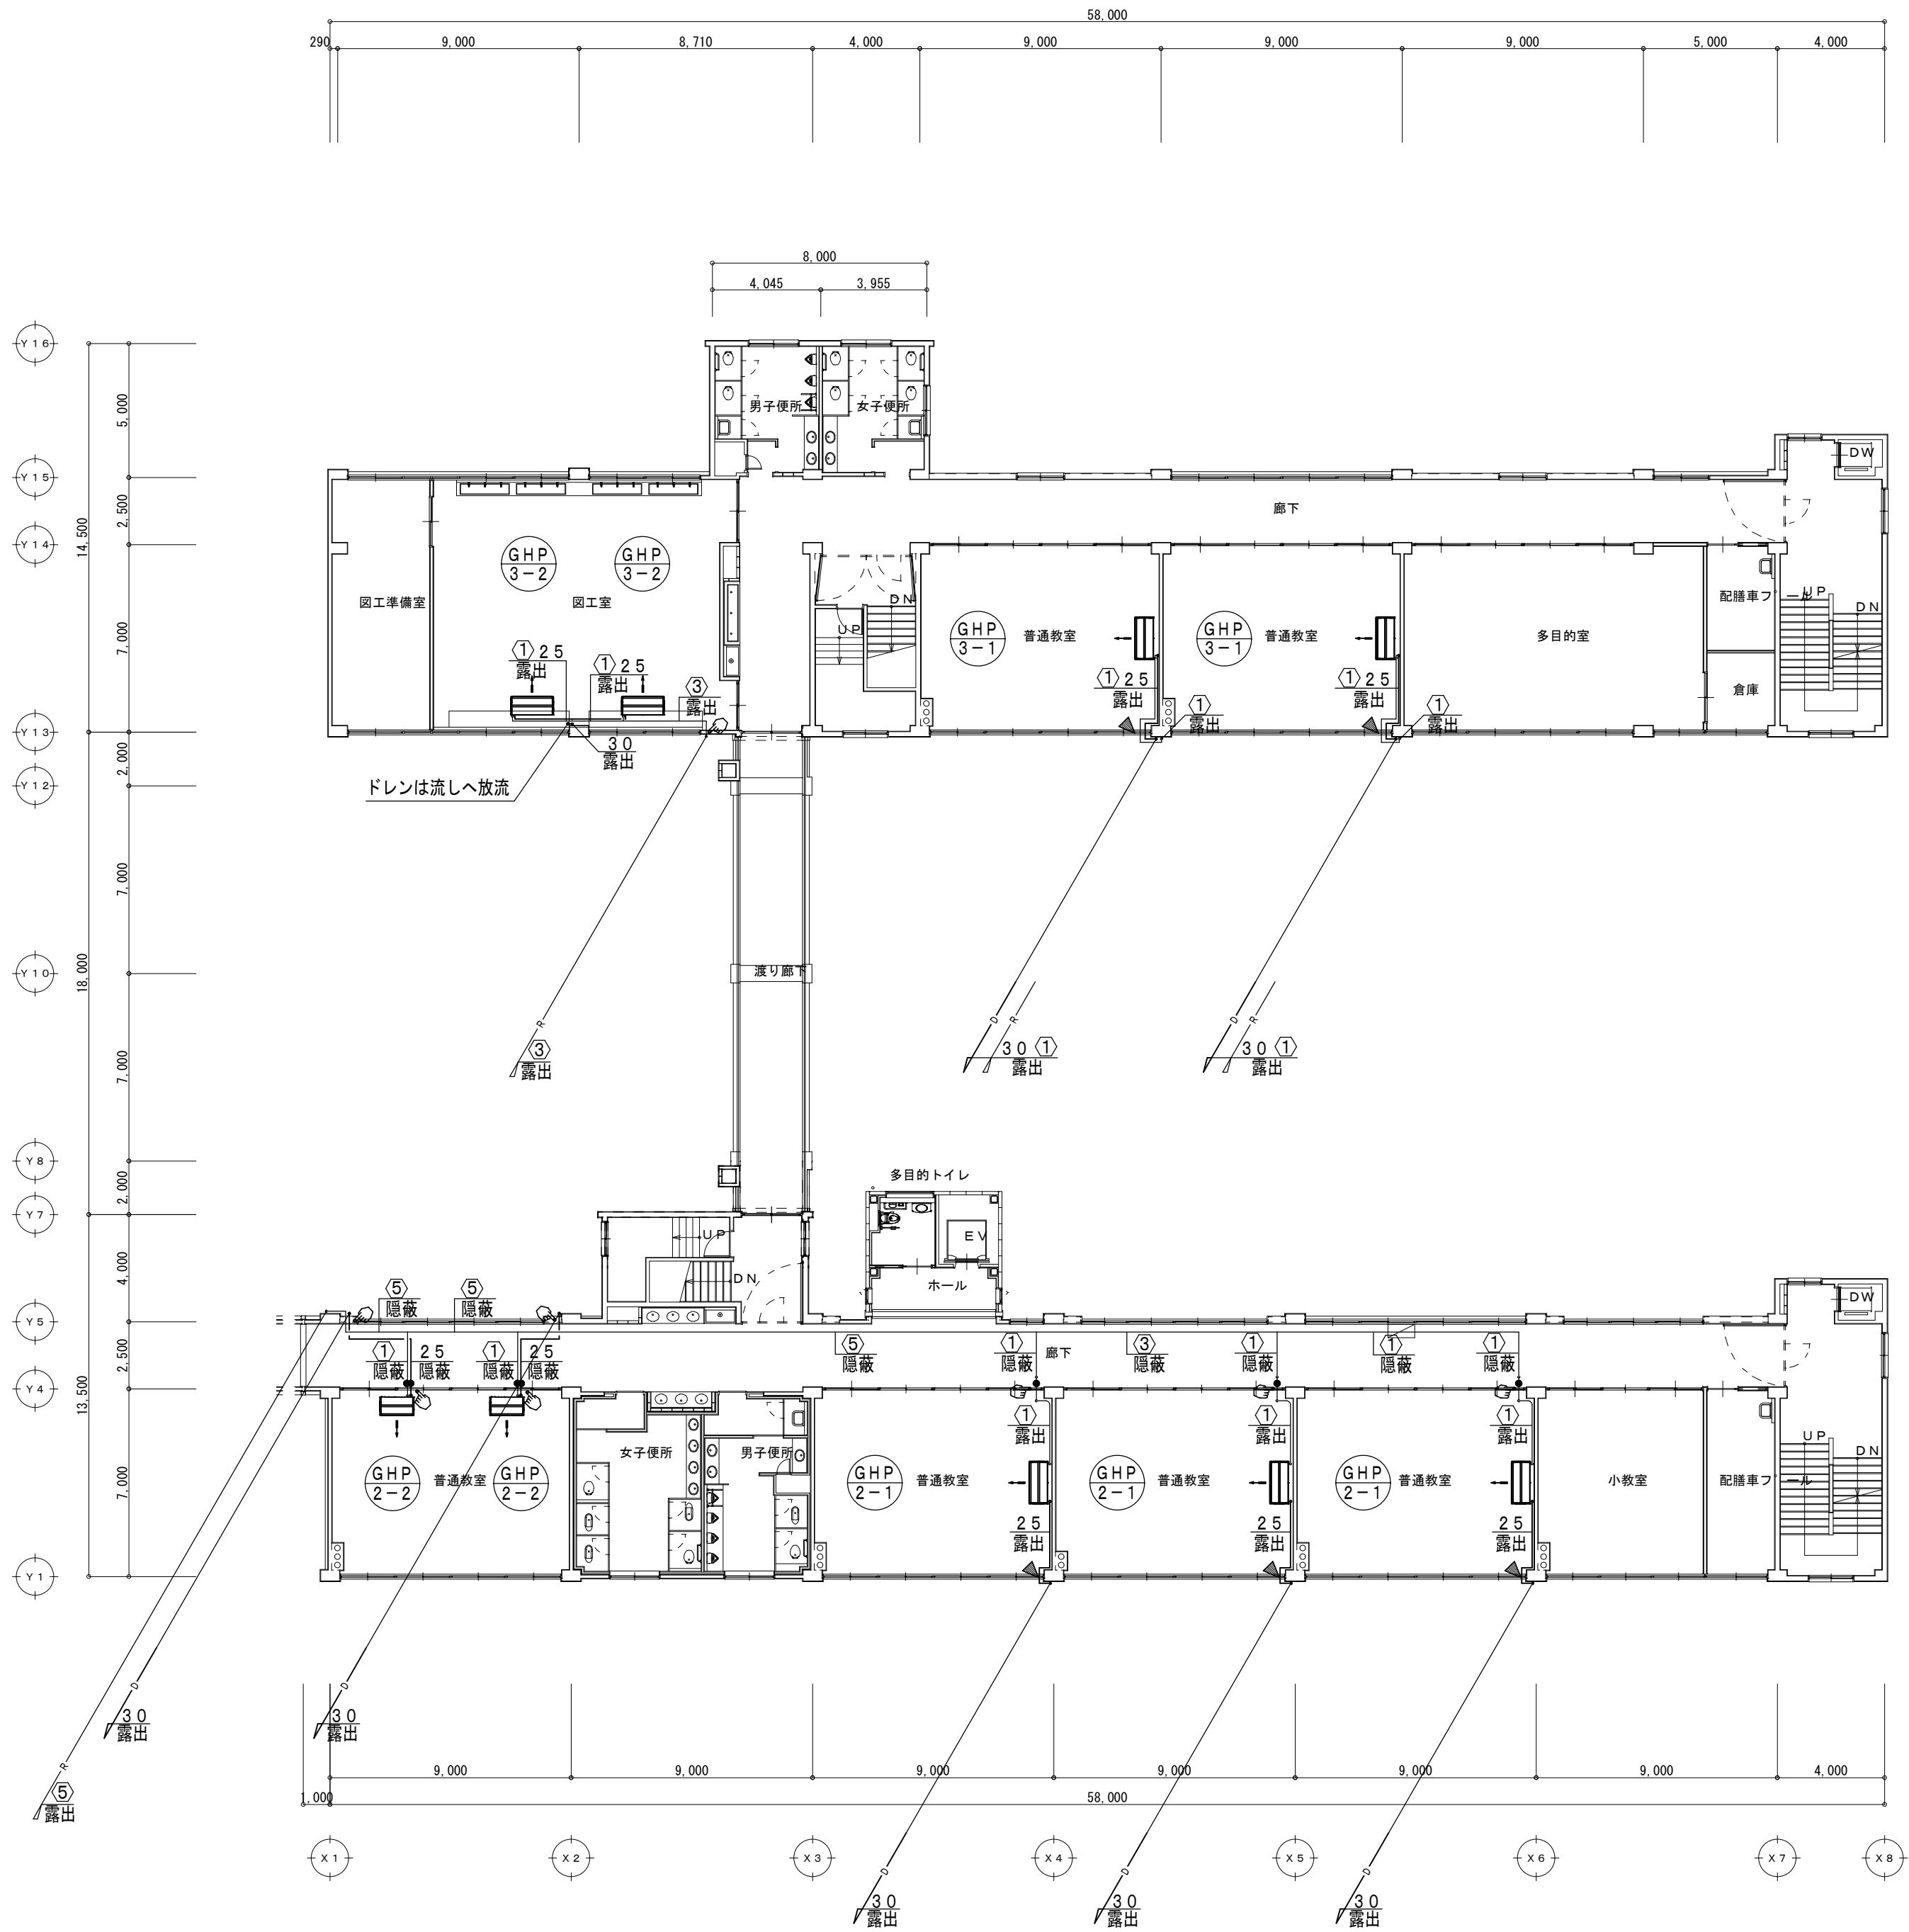 58,000
290 9,000 8,710 4,000 9,000 9,000 9,000 5,000 4,000
8,000
4,045 3,955
Y16
5,000
男子便所 女子便所
DW
Y15
2,500
廊下
14,500
Y14
GHP 3-2
GHP 3-2
図工準備室
図工室
DN
UP
GHP 3-1
普通教室
GHP 3-1
普通教室
多目的室
配膳車プール
UP
DN
倉庫
7,000
① 25
露出
① 25
露出
③
露出
① 25
露出
①
露出
① 25
露出
①
露出
30
露出
Y13
2,000
Y12
ドレンは流しへ放流
7,000
18,000
Y10
渡り廊下
R
③
露出
D
R
30 ①
露出
D
R
30 ①
露出
7,000
Y8
2,000
Y7
多目的トイレ
UP
EV
DN
ホール
4,000
⑤
隠蔽
⑤
隠蔽
DW
Y5
2,500
①
隠蔽
25
隠蔽
①
隠蔽
25
隠蔽
⑤
隠蔽
①
隠蔽
③
隠蔽
廊下
①
隠蔽
①
隠蔽
①
隠蔽
Y4
13,500
①
露出
①
露出
①
露出
GHP 2-2
普通教室
GHP 2-2
女子便所
男子便所
GHP 2-1
普通教室
GHP 2-1
普通教室
GHP 2-1
普通教室
小教室
配膳車プール
UP
DN
7,000
25
露出
25
露出
25
露出
Y1
D
30
露出
D
30
露出
R
⑤
露出
9,000 9,000 9,000 9,000 9,000 9,000 4,000
1,000 58,000
X1 X2 X3 X4 X5 X6 X7 X8
D
30
露出
D
30
露出
D
30
露出